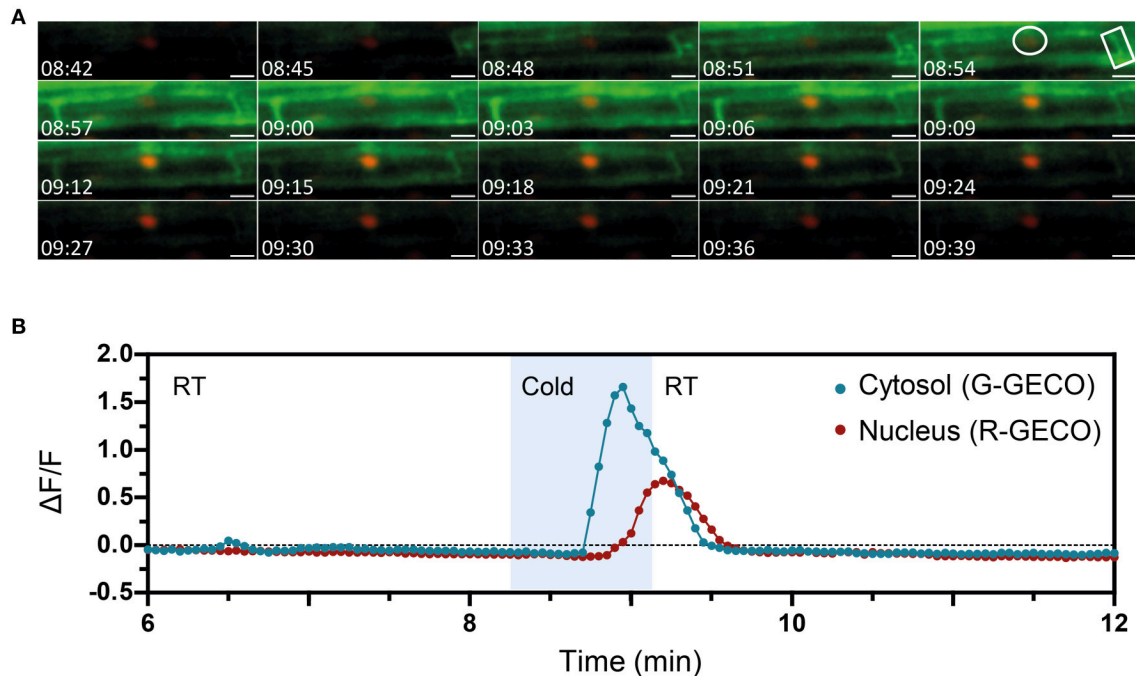 A
08:42 08:45 08:48 08:51 08:54
08:57 09:00 09:03 09:06 09:09
09:12 09:15 09:18 09:21 09:24
09:27 09:30 09:33 09:36 09:39
B
2.0
RT Cold RT
Cytosol (G-GECO)
1.5
Nucleus (R-GECO)
1.0
ΔF/F
0.5
0.0
-0.5
6 8 10 12
Time (min)